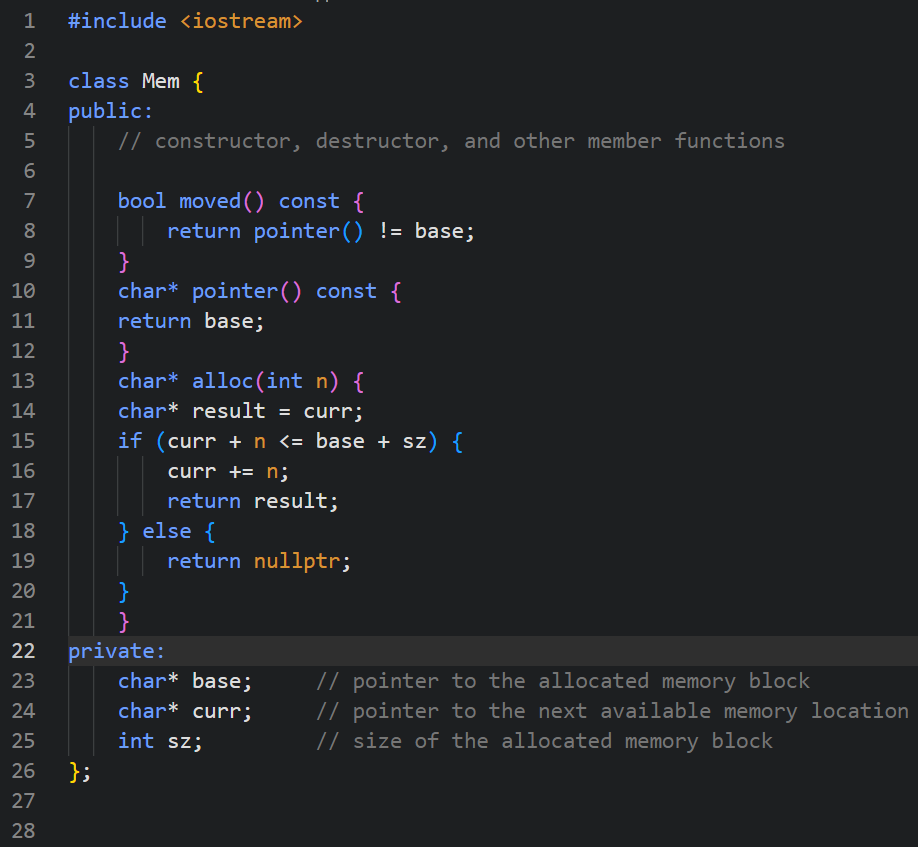 1 #include <iostream>
2
3 class Mem {
4 public:
5     // constructor, destructor, and other member functions
6
7     bool moved() const {
8         return pointer() != base;
9     }
10     char* pointer() const {
11     return base;
12     }
13     char* alloc(int n) {
14     char* result = curr;
15     if (curr + n <= base + sz) {
16         curr += n;
17         return result;
18     } else {
19         return nullptr;
20     }
21     }
22 private:
23     char* base;     // pointer to the allocated memory block
24     char* curr;     // pointer to the next available memory location
25     int sz;         // size of the allocated memory block
26 };
27
28